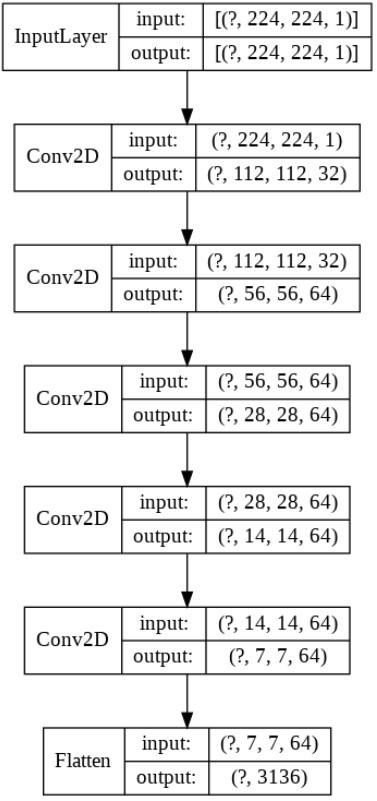 InputLayer input: [(?, 224, 224, 1)]
output: [(?, 224, 224, 1)]
Conv2D input: (?, 224, 224, 1)
output: (?, 112, 112, 32)
Conv2D input: (?, 112, 112, 32)
output: (?, 56, 56, 64)
Conv2D input: (?, 56, 56, 64)
output: (?, 28, 28, 64)
Conv2D input: (?, 28, 28, 64)
output: (?, 14, 14, 64)
Conv2D input: (?, 14, 14, 64)
output: (?, 7, 7, 64)
Flatten input: (?, 7, 7, 64)
output: (?, 3136)